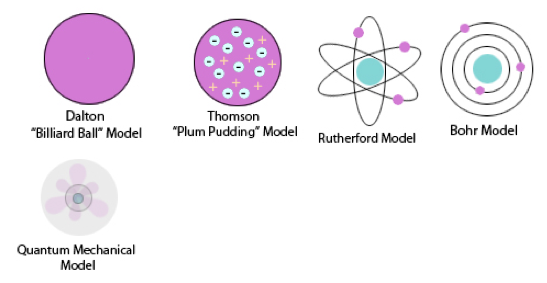 Dalton
“Billiard Ball” Model
Thomson
“Plum Pudding” Model
Rutherford Model
Bohr Model
Quantum Mechanical
Model